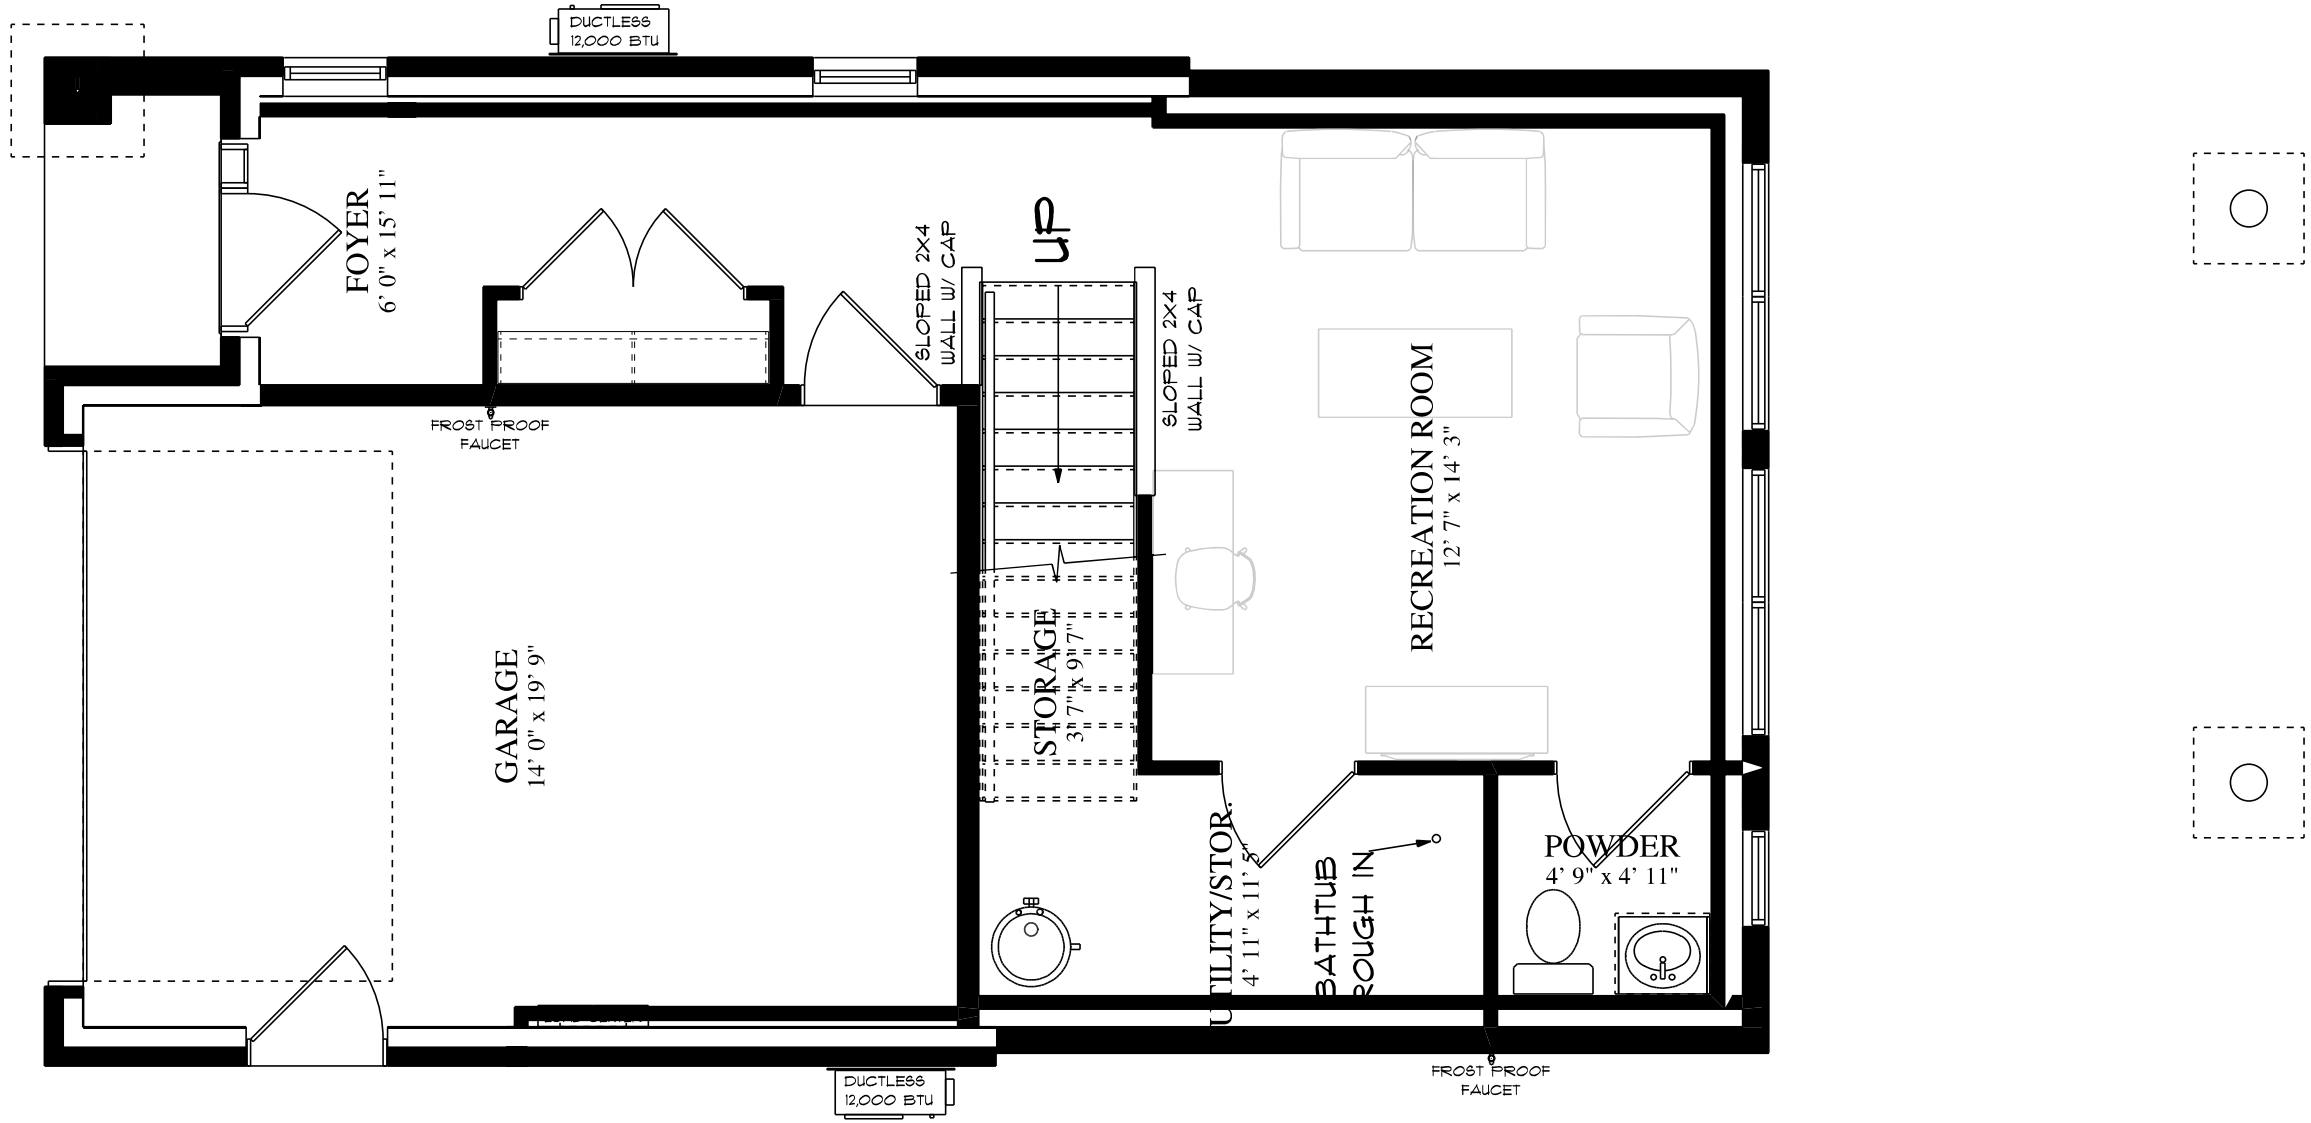 DUCTLESS
12,000 BTU
FOYER
6' 0" x 15' 11"
SLOPED 2X4
WALL W/ CAP
UP
SLOPED 2X4
WALL W/ CAP
FROST PROOF
FAUCET
RECREATION ROOM
12' 7" x 14' 3"
GARAGE
14' 0" x 19' 9"
STORAGE
3' 7" x 9' 7"
UTILITY/STOR.
4' 11" x 11' 5"
BATHTUB
ROUGH IN
POWDER
4' 9" x 4' 11"
DUCTLESS
12,000 BTU
FROST PROOF
FAUCET